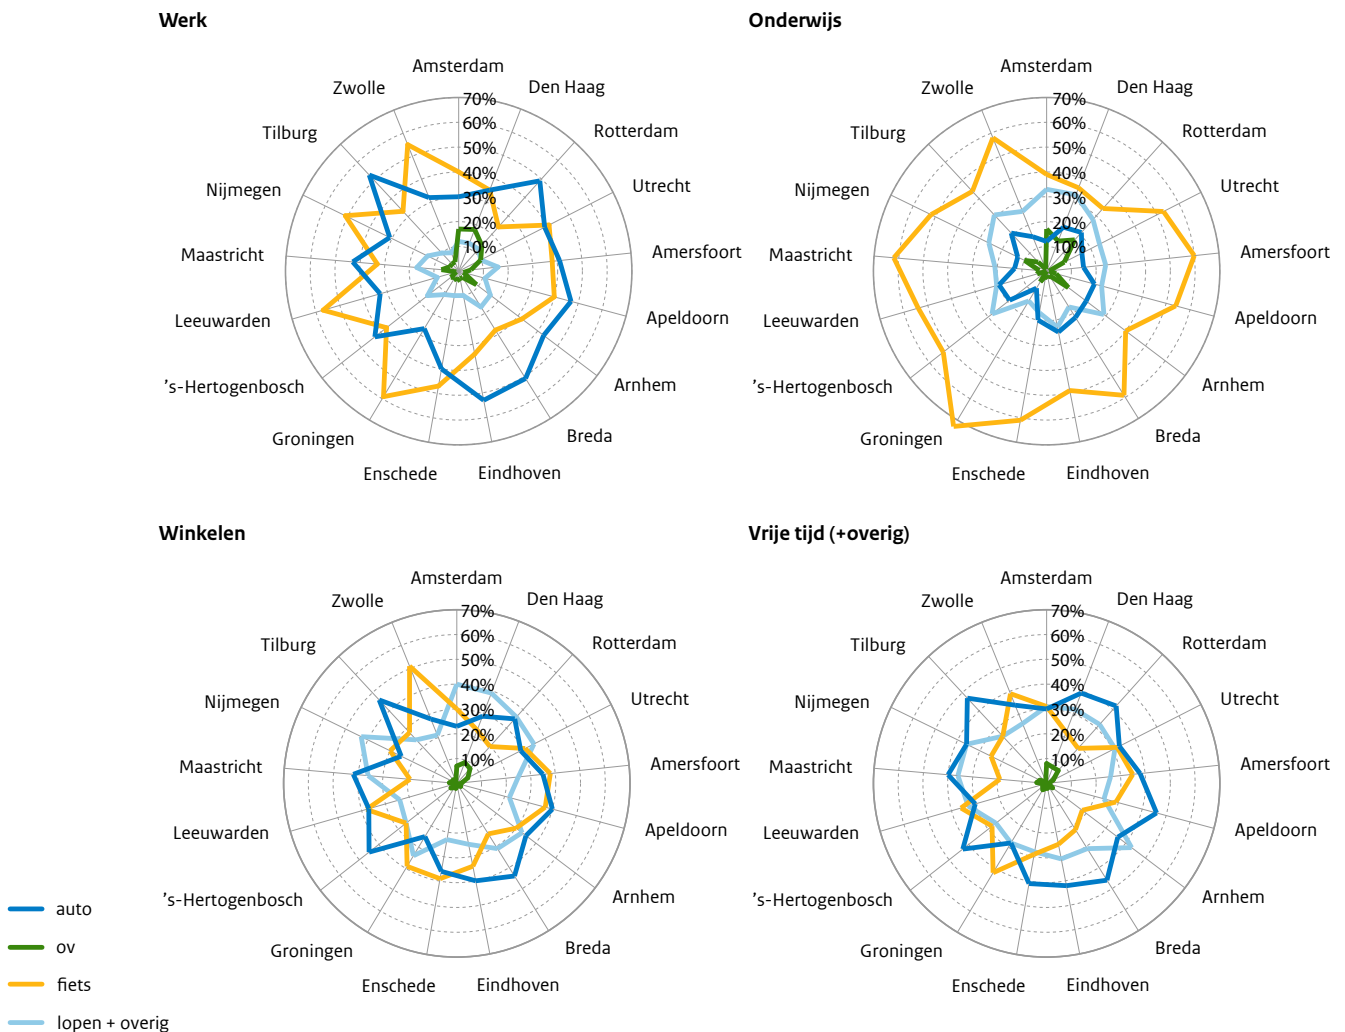 Werk
Amsterdam
Den Haag
Rotterdam
Utrecht
Amersfoort
Apeldoorn
Arnhem
Breda
Eindhoven
Enschede
Groningen
’s-Hertogenbosch
Leeuwarden
Maastricht
Nijmegen
Tilburg
Zwolle
70%
60%
50%
40%
30%
20%
10%
Onderwijs
Amsterdam
Den Haag
Rotterdam
Utrecht
Amersfoort
Apeldoorn
Arnhem
Breda
Eindhoven
Enschede
Groningen
’s-Hertogenbosch
Leeuwarden
Maastricht
Nijmegen
Tilburg
Zwolle
70%
60%
50%
40%
30%
20%
10%
Winkelen
Amsterdam
Den Haag
Rotterdam
Utrecht
Amersfoort
Apeldoorn
Arnhem
Breda
Eindhoven
Enschede
Groningen
’s-Hertogenbosch
Leeuwarden
Maastricht
Nijmegen
Tilburg
Zwolle
70%
60%
50%
40%
30%
20%
10%
Vrije tijd (+overig)
Amsterdam
Den Haag
Rotterdam
Utrecht
Amersfoort
Apeldoorn
Arnhem
Breda
Eindhoven
Enschede
Groningen
’s-Hertogenbosch
Leeuwarden
Maastricht
Nijmegen
Tilburg
Zwolle
70%
60%
50%
40%
30%
20%
10%
auto
ov
fiets
lopen + overig